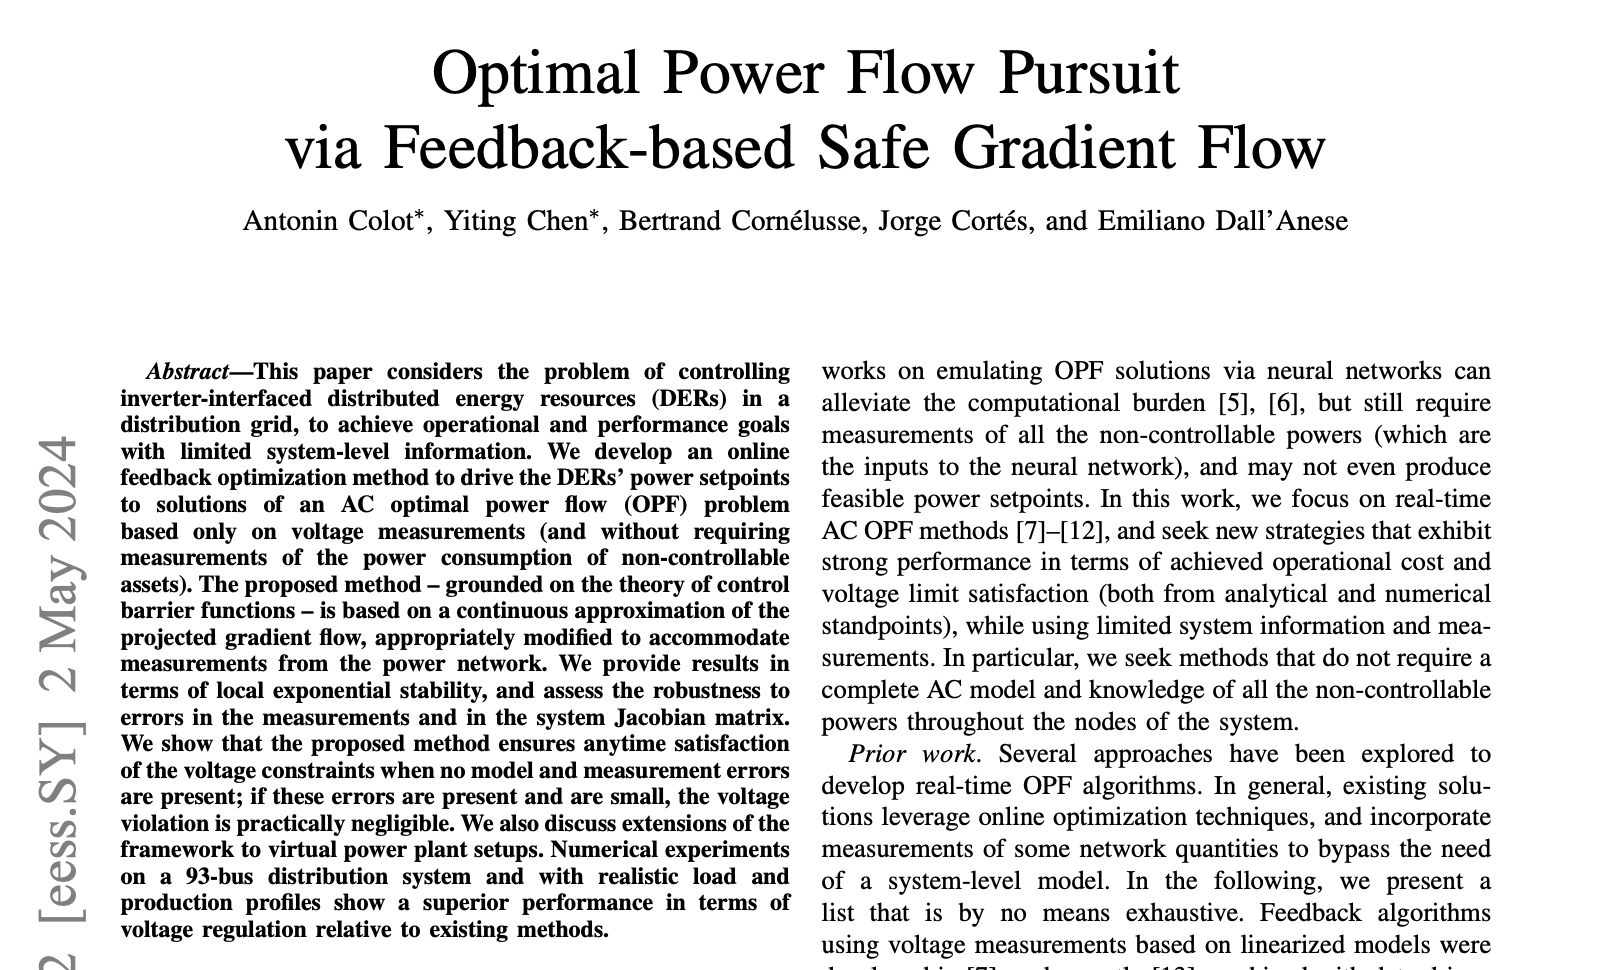 Optimal Power Flow Pursuit
via Feedback-based Safe Gradient Flow
Antonin Colot*, Yiting Chen*, Bertrand Cornélusse, Jorge Cortés, and Emiliano Dall'Anese
Abstract—This paper considers the problem of controlling
inverter-interfaced distributed energy resources (DERs) in a
distribution grid, to achieve operational and performance goals
with limited system-level information. We develop an online
feedback optimization method to drive the DERs' power setpoints
to solutions of an AC optimal power flow (OPF) problem
based only on voltage measurements (and without requiring
measurements of the power consumption of non-controllable
assets). The proposed method – grounded on the theory of control
barrier functions – is based on a continuous approximation of the
projected gradient flow, appropriately modified to accommodate
measurements from the power network. We provide results in
terms of local exponential stability, and assess the robustness to
errors in the measurements and in the system Jacobian matrix.
We show that the proposed method ensures anytime satisfaction
of the voltage constraints when no model and measurement errors
are present; if these errors are present and are small, the voltage
violation is practically negligible. We also discuss extensions of the
framework to virtual power plant setups. Numerical experiments
on a 93-bus distribution system and with realistic load and
production profiles show a superior performance in terms of
voltage regulation relative to existing methods.
works on emulating OPF solutions via neural networks can
alleviate the computational burden [5], [6], but still require
measurements of all the non-controllable powers (which are
the inputs to the neural network), and may not even produce
feasible power setpoints. In this work, we focus on real-time
AC OPF methods [7]–[12], and seek new strategies that exhibit
strong performance in terms of achieved operational cost and
voltage limit satisfaction (both from analytical and numerical
standpoints), while using limited system information and mea-
surements. In particular, we seek methods that do not require a
complete AC model and knowledge of all the non-controllable
powers throughout the nodes of the system.
Prior work. Several approaches have been explored to
develop real-time OPF algorithms. In general, existing solu-
tions leverage online optimization techniques, and incorporate
measurements of some network quantities to bypass the need
of a system-level model. In the following, we present a
list that is by no means exhaustive. Feedback algorithms
using voltage measurements based on linearized models were
2 [eess.SY] 2 May 2024